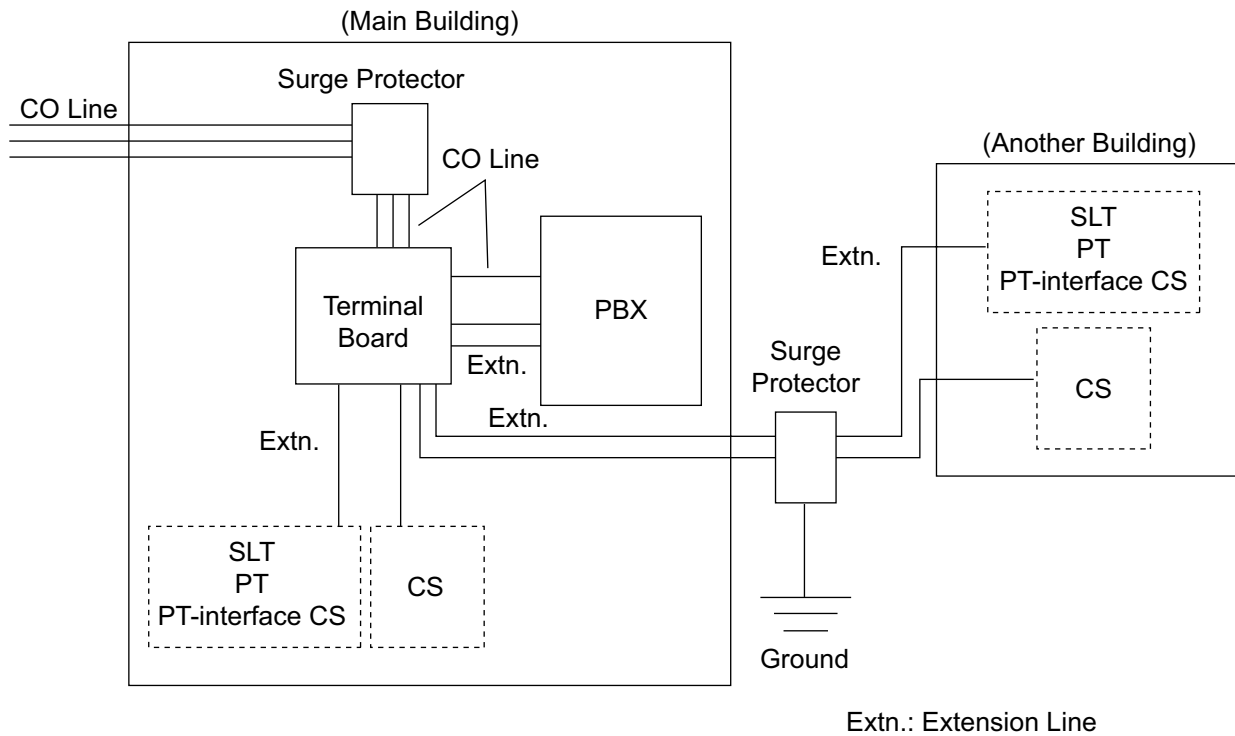 (Main Building)
Surge Protector
CO Line
CO Line
(Another Building)
SLT
PT
PT-interface CS
Extn.
Terminal
Board
PBX
Extn.
Surge
Protector
CS
Extn.
Extn.
SLT
PT
PT-interface CS
CS
Ground
Extn.: Extension Line